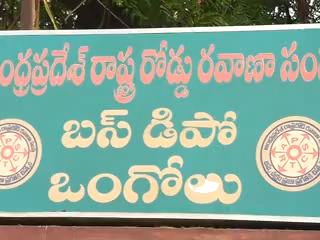 ంధ్రప్రదేశ్ రాష్ట్ర రోడ్డు రవాణా సం
బస్ డిపో
ఒంగోలు